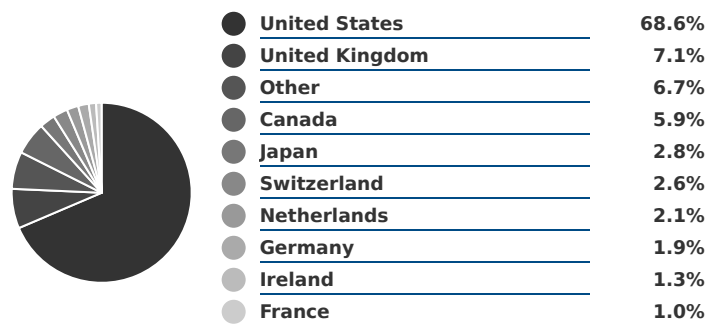 United States 68.6%
United Kingdom 7.1%
Other 6.7%
Canada 5.9%
Japan 2.8%
Switzerland 2.6%
Netherlands 2.1%
Germany 1.9%
Ireland 1.3%
France 1.0%